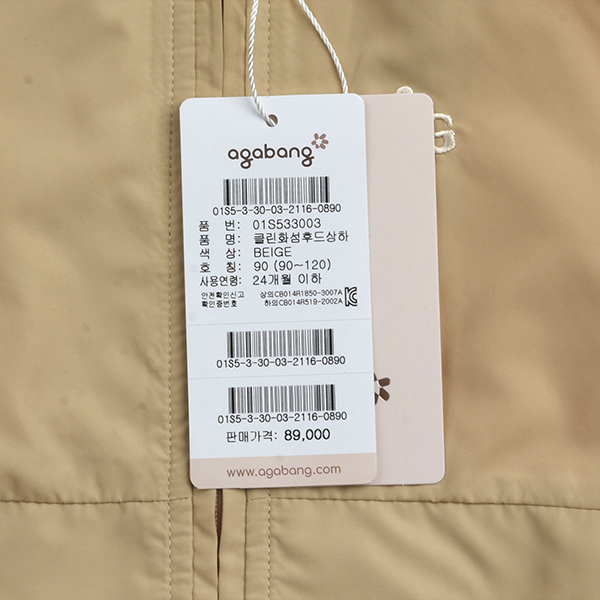 agabang
01S5-3-30-03-2116-0890
품 번: 01S533003
품 명: 클린화섬후드상하
색 상: BEIGE
호 칭: 90 (90~120)
사용연령: 24개월 이하
안전확인신고 상의CB014R1850-3007A
확인증번호 하의CB014R519-2002A
01S5-3-30-03-2116-0890
01S5-3-30-03-2116-0890
판매가격: 89,000
www.agabang.com